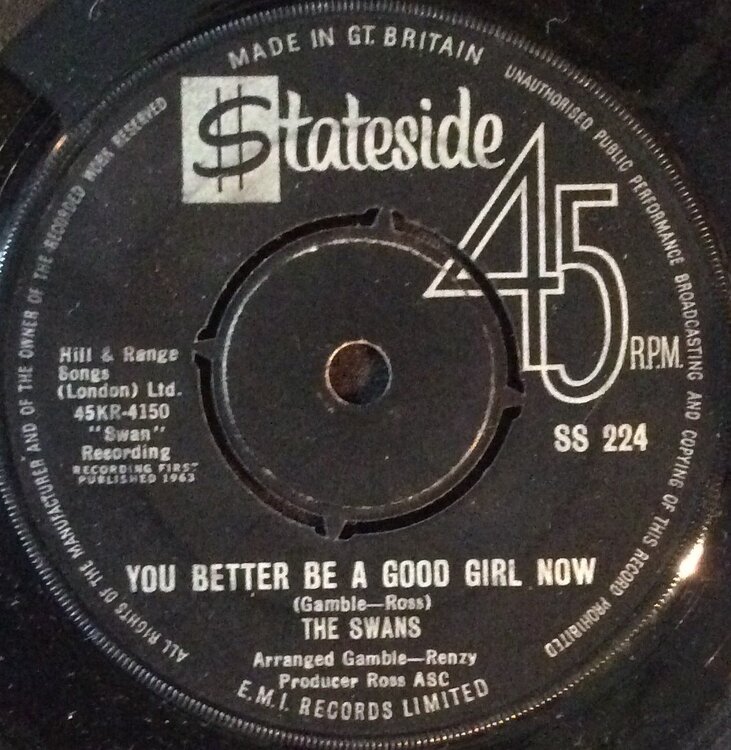 MADE IN GT. BRITAIN
UNAUTHORISED PUBLIC PERFORMANCE BROADCASTING AND COPYING OF THIS RECORD PROHIBITED
ALL RIGHTS OF THE MANUFACTURER AND OF THE OWNER OF THE RECORDED WORK RESERVED
$tateside
45 R.P.M.
Hill & Range
Songs
(London) Ltd.
45KR-4150
"Swan"
Recording
RECORDING FIRST
PUBLISHED 1963
SS 224
YOU BETTER BE A GOOD GIRL NOW
(Gamble—Ross)
THE SWANS
Arranged Gamble—Renzy
Producer Ross ASC
E.M.I. RECORDS LIMITED